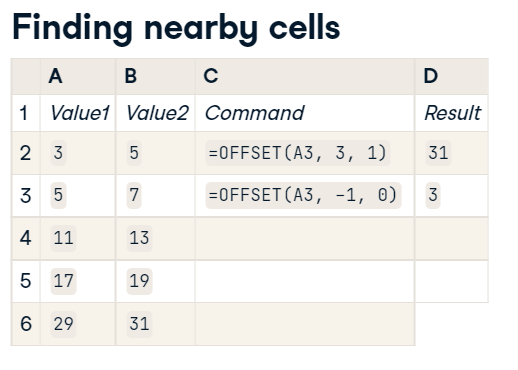 Finding nearby cells
A B C D
1 Value1 Value2 Command Result
2 3 5 =OFFSET(A3, 3, 1) 31
3 5 7 =OFFSET(A3, -1, 0) 3
4 11 13
5 17 19
6 29 31